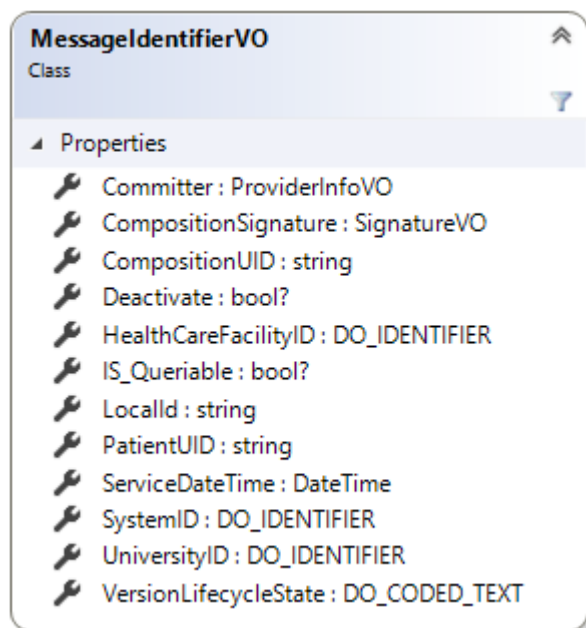 MessageIdentifierVO
Class
Properties
Committer : ProviderInfoVO
CompositionSignature : SignatureVO
CompositionUID : string
Deactivate : bool?
HealthCareFacilityID : DO_IDENTIFIER
IS_Queriable : bool?
LocalId : string
PatientUID : string
ServiceDateTime : DateTime
SystemID : DO_IDENTIFIER
UniversityID : DO_IDENTIFIER
VersionLifecycleState : DO_CODED_TEXT